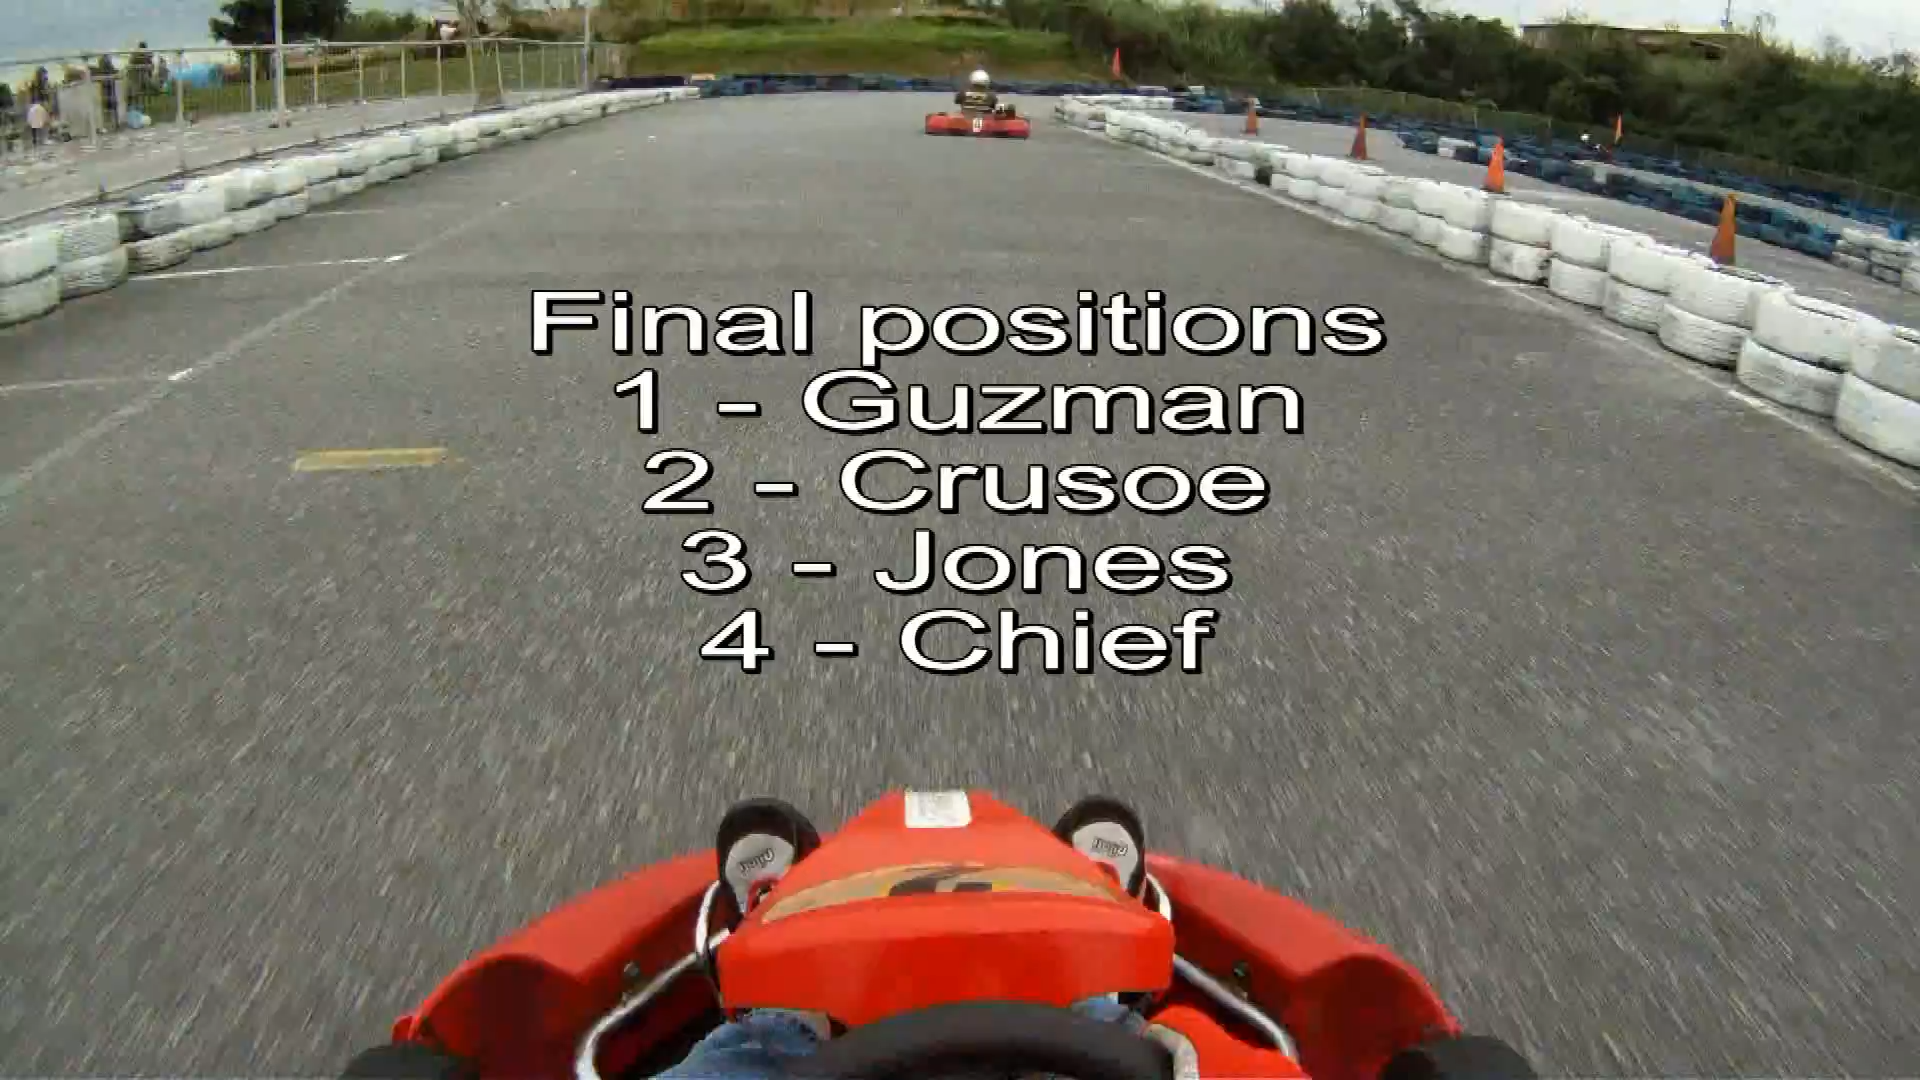 Final positions
1 - Guzman
2 - Crusoe
3 - Jones
4 - Chief